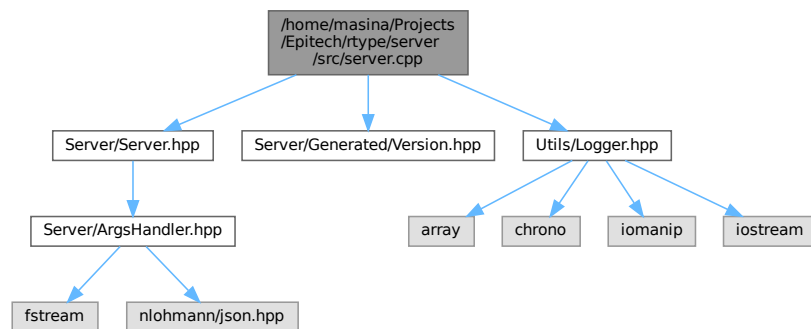 /home/masina/Projects
/Epitech/rtype/server
/src/server.cpp
Server/Server.hpp
Server/Generated/Version.hpp
Utils/Logger.hpp
Server/ArgsHandler.hpp
array
chrono
iomanip
iostream
fstream
nlohmann/json.hpp